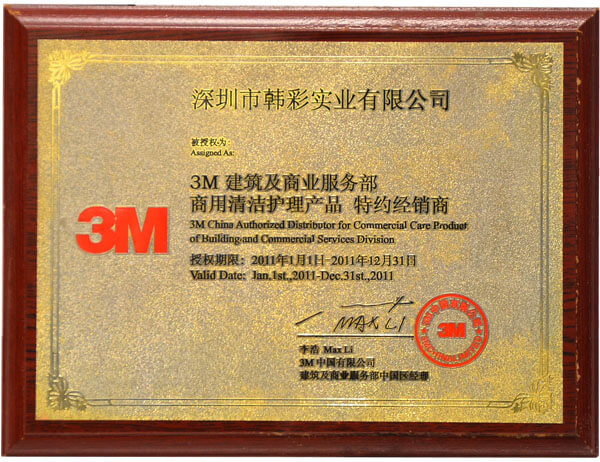 深圳市韩彩实业有限公司
被授权为:
Assigned As:
3M 建筑及商业服务部
商用清洁护理产品 特约经销商
3M China Authorized Distributor for Commercial Care Product
of Building and Commercial Services Division
授权期限: 2011年1月1日-2011年12月31日
Valid Date: Jan.1st.,2011-Dec.31st.,2011
3M
MAX LI
3M
李浩 Max Li
3M 中国有限公司
建筑及商业服务部中国区经理